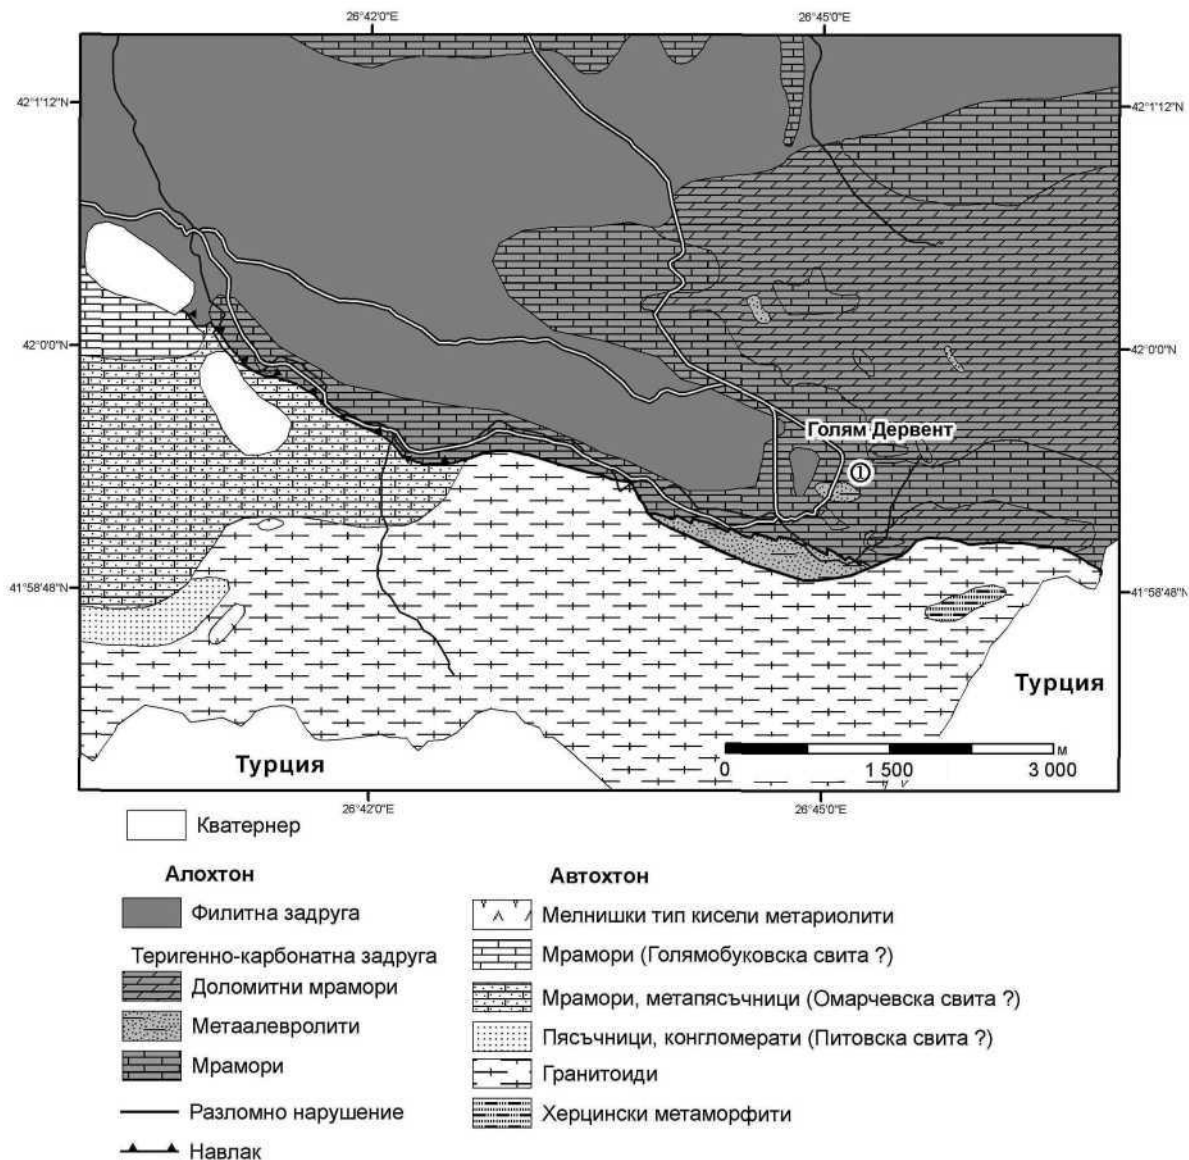 26°42'0"E
26°45'0"E
42°1'12"N
42°1'12"N
42°0'0"N
42°0'0"N
Голям Дервент
1
41°58'48"N
41°58'48"N
Турция
Турция
м
0 1 500 3 000
26°42'0"E
26°45'0"E
Кватернер
Алохтон
Филитна задруга
Теригенно-карбонатна задруга
Доломитни мрамори
Метаалевролити
Мрамори
Разломно нарушение
Навлак
Автохтон
Мелнишки тип кисели метариолити
Мрамори (Голямобуковска свита ?)
Мрамори, метапясъчници (Омарчевска свита ?)
Пясъчници, конгломерати (Питовска свита ?)
Гранитоиди
Херцински метаморфити